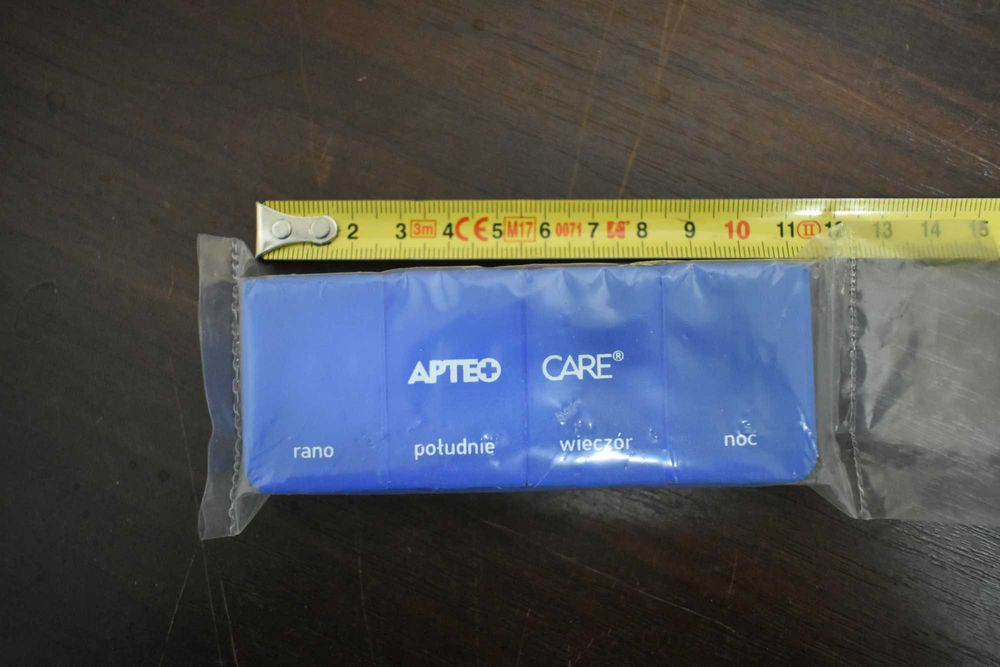 2 3 3m 4 CE 5 M17 6 0071 7 8 9 10 11 II 12 13 14 15
APTEO CARE®
rano południe wieczór noc